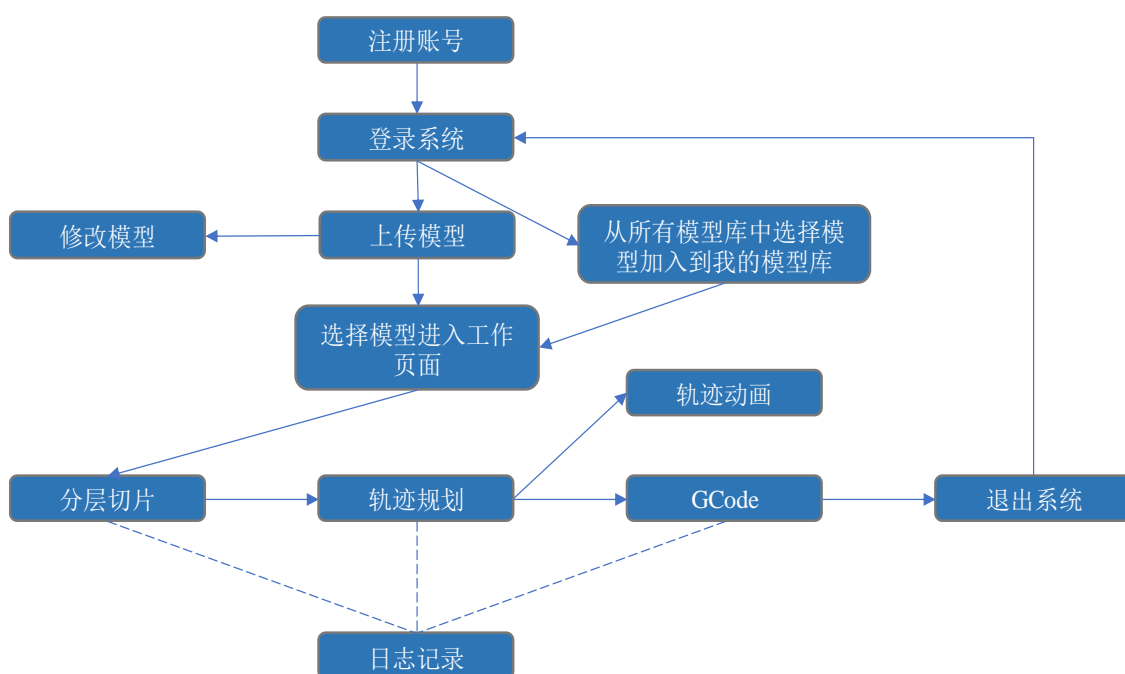 注册账号
登录系统
修改模型
上传模型
从所有模型库中选择模
型加入到我的模型库
选择模型进入工作
页面
轨迹动画
分层切片
轨迹规划
GCode
退出系统
日志记录